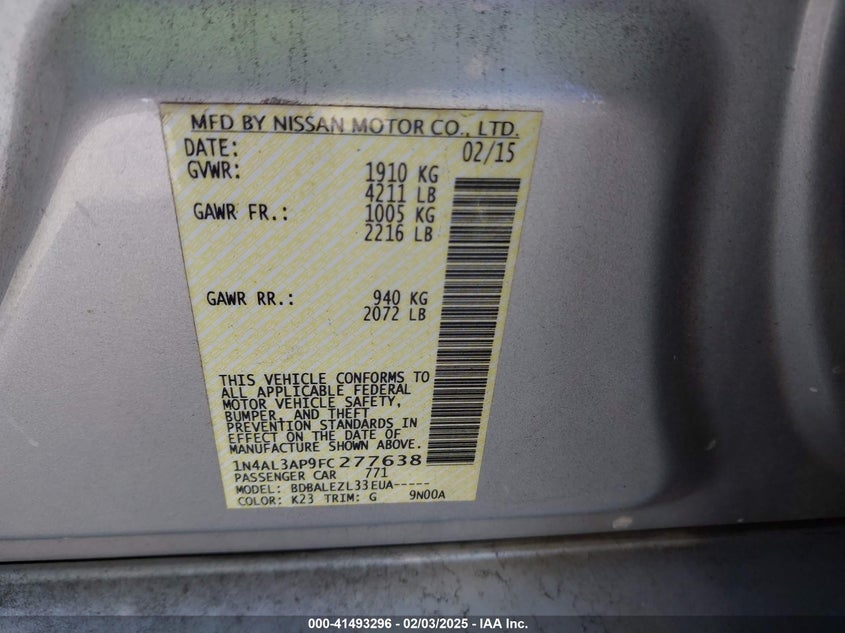 MFD BY NISSAN MOTOR CO., LTD.
DATE: 02/15
GVWR: 1910 KG
4211 LB
GAWR FR.: 1005 KG
2216 LB
GAWR RR.: 940 KG
2072 LB
THIS VEHICLE CONFORMS TO
ALL APPLICABLE FEDERAL
MOTOR VEHICLE SAFETY,
BUMPER, AND THEFT
PREVENTION STANDARDS IN
EFFECT ON THE DATE OF
MANUFACTURE SHOWN ABOVE.
1N4AL3AP9FC277638
PASSENGER CAR 771
MODEL: BDBALEZL33EUA-----
COLOR: K23 TRIM: G 9N00A
000-41493296 - 02/03/2025 - IAA Inc.